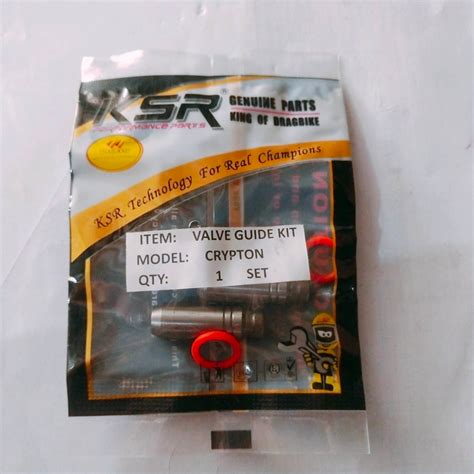 KSR®
PERFORMANCE PARTS
GENUINE PARTS
KING OF DRAGBIKE
KSR Technology For Real Champions
ITEM: VALVE GUIDE KIT
MODEL: CRYPTON
QTY: 1 SET